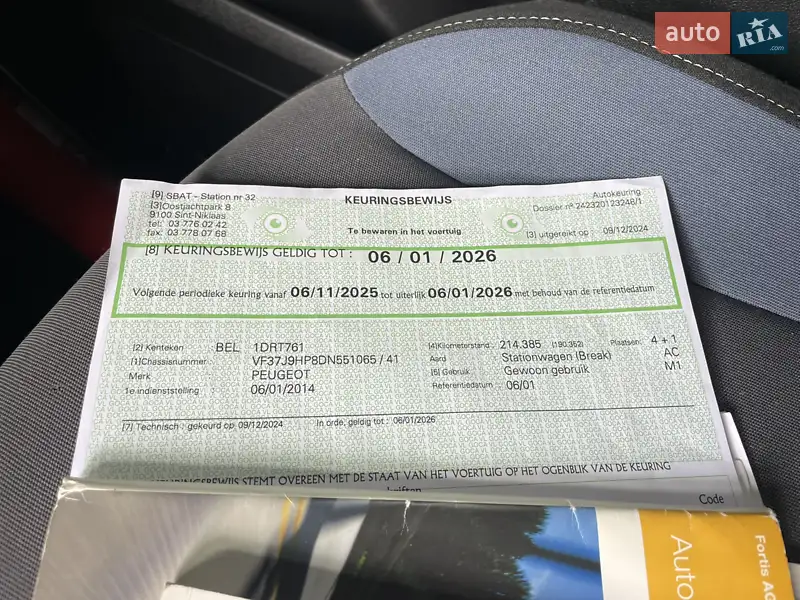 auto RIA .com
[9] SBAT - Station nr 32
[3] Oostjachtpark 8
9100 Sint-Niklaas
tel: 03 776 02 42
fax: 03 778 07 68
KEURINGSBEWIJS
Te bewaren in het voertuig
Autokeuring
Dossier nº 242320123248/1
[3] uitgereikt op 09/12/2024
[8] KEURINGSBEWIJS GELDIG TOT : 06 / 01 / 2026
Volgende periodieke keuring vanaf 06/11/2025 tot uiterlijk 06/01/2026 met behoud van de referentiedatum
[2] Kenteken BEL 1DRT761
[1] Chassisnummer VF37J9HP8DN551065 / 41
Merk PEUGEOT
1e indienststelling : 06/01/2014
[4] Kilometerstand : 214.385 (190.352) Plaatsen: 4 + 1
Aard Stationwagen (Break) AC
[5] Gebruik Gewoon gebruik M1
Referentiedatum : 06/01
[7] Technisch : gekeurd op 09/12/2024 In orde, geldig tot : 06/01/2026
KEURINGSBEWIJS STEMT OVEREEN MET DE STAAT VAN HET VOERTUIG OP HET OGENBLIK VAN DE KEURING
Code
Auto
Fortis AG